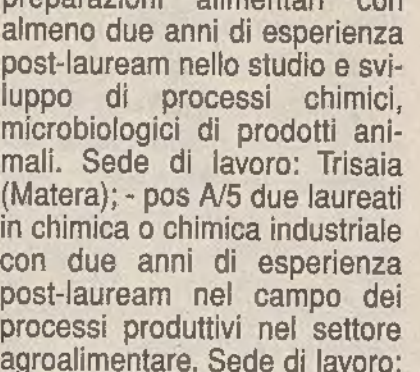 preparazioni alimentari con
almeno due anni di esperienza
post-lauream nello studio e svi-
luppo di processi chimici,
microbiologici di prodotti ani-
mali. Sede di lavoro: Trisaia
(Matera); - pos A/5 due laureati
in chimica o chimica industriale
con due anni di esperienza
post-lauream nel campo dei
processi produttivi nel settore
agroalimentare. Sede di lavoro: